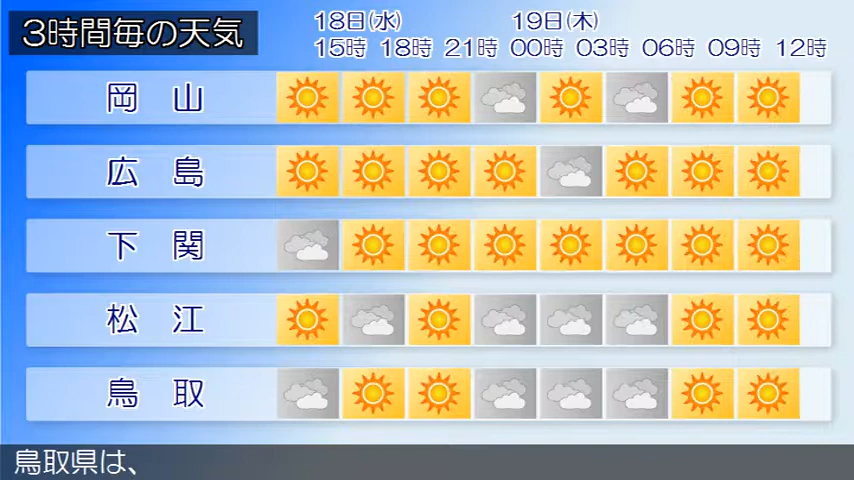 3時間毎の天気
18日(水) 19日(木)
15時 18時 21時 00時 03時 06時 09時 12時
岡 山
広 島
下 関
松 江
鳥 取
鳥取県は、